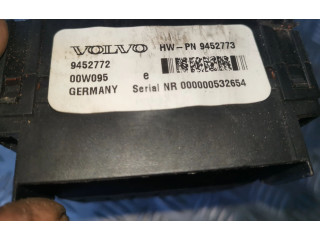 VOLVO HW-PN 9452773
9452772
00W095 e
GERMANY Serial NR 000000532654